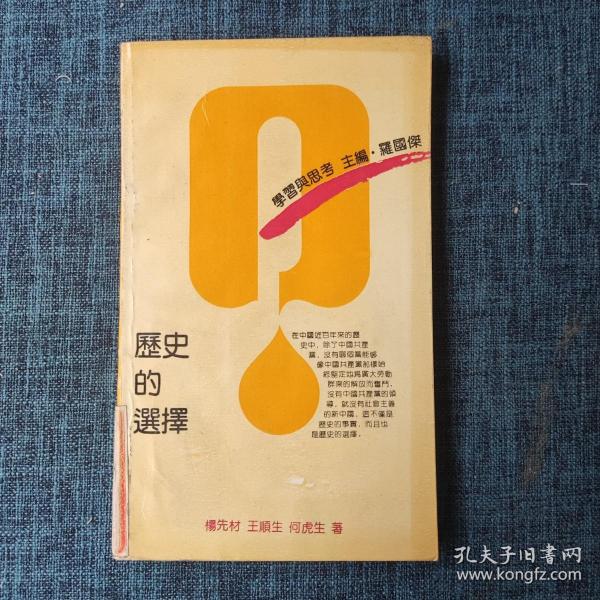 學習與思考 主編·羅國傑
歷史
的
選擇
在中國近百年來的歷
史中，除了中國共產
黨，沒有哪個黨能够
像中國共產黨那樣始
終堅定地爲廣大勞動
群衆的解放而奮鬥，
沒有中國共產黨的領
導，就沒有社會主義
的新中國，這不僅是
歷史的事實，而且也
是歷史的選擇。
楊先材 王順生 何虎生 著
孔夫子旧书网
www.kongfz.com